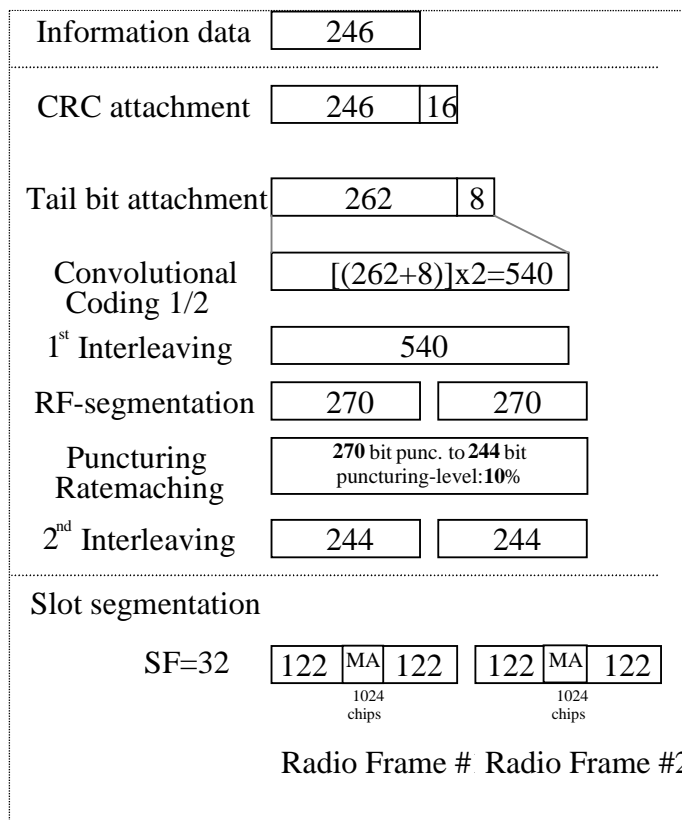 Information data 246
CRC attachment 246 16
Tail bit attachment 262 8
Convolutional
Coding 1/2
[(262+8)]x2=540
1st Interleaving 540
RF-segmentation 270 270
Puncturing
Ratemaching
270 bit punc. to 244 bit
puncturing-level:10%
2nd Interleaving 244 244
Slot segmentation
SF=32 122 MA 122 122 MA 122
1024
chips
1024
chips
Radio Frame # Radio Frame #2